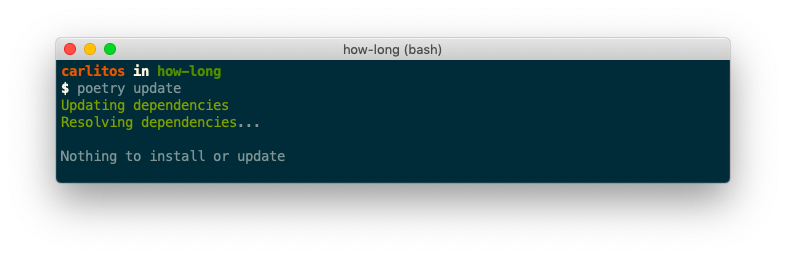 how-long (bash)
carlitos in how-long
$ poetry update
Updating dependencies
Resolving dependencies...
Nothing to install or update